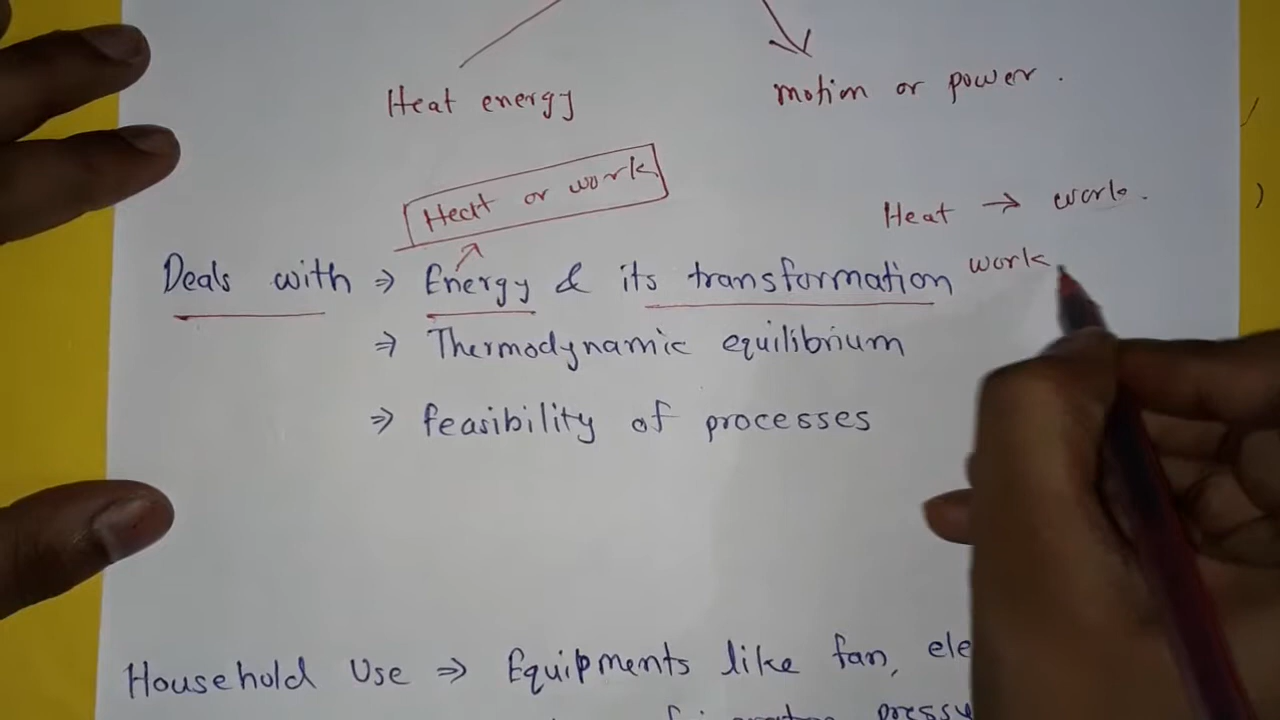 Heat energy motion or power.
Heat or work
Heat → work.
Deals with ⇒ Energy & its transformation work
⇒ Thermodynamic equilibrium
⇒ feasibility of processes
Household Use ⇒ Equipments like fan, ele